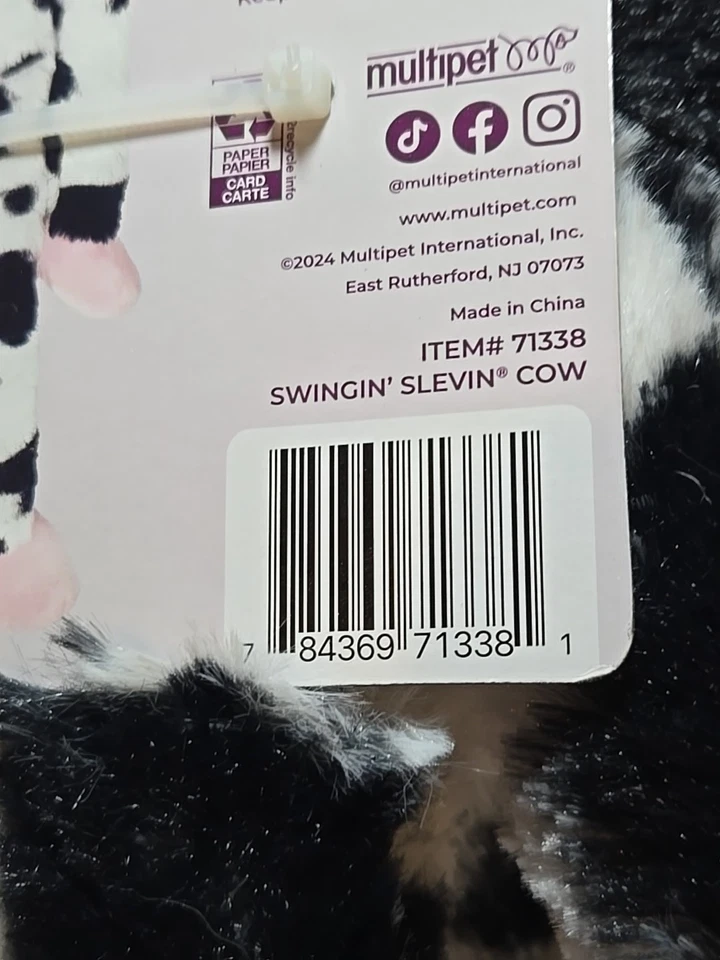 multipet®
PAPER
PAPIER
CARD
CARTE
recycle info
@multipetinternational
www.multipet.com
©2024 Multipet International, Inc.
East Rutherford, NJ 07073
Made in China
ITEM# 71338
SWINGIN' SLEVIN® COW
7 84369 71338 1